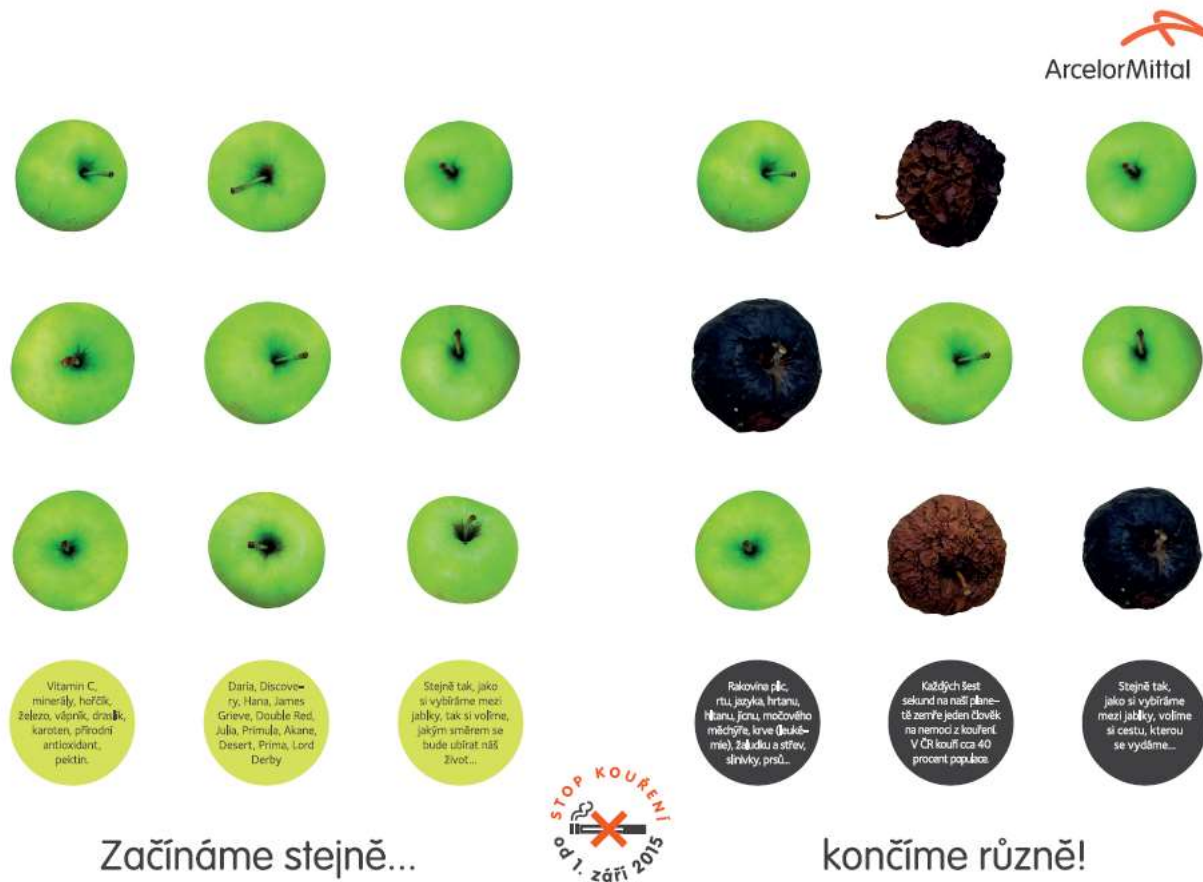 ArcelorMittal
Vitamin C,
minerály, hořčík,
železo, vápník, draslík,
karoten, přírodní
antioxidant,
pektin.
Daria, Discove-
ry, Hana, James
Grieve, Double Red,
Julia, Primula, Akane,
Desert, Prima, Lord
Derby
Stejně tak, jako
si vybíráme mezi
jablky, tak si volíme,
jakým směrem se
bude ubírat náš
život...
Rakovina plic,
rtu, jazyka, hrtanu,
hltanu, jícnu, močového
měchýře, krve (leuké-
mie), žaludku a střev,
slinivky, prsů...
Každých šest
sekund na naší plane-
tě zemře jeden člověk
na nemoci z kouření.
V ČR kouří cca 40
procent populace.
Stejně tak,
jako si vybíráme
mezi jablky, volíme
si cestu, kterou
se vydáme...
STOP KOUŘENÍ
od 1. září 2015
Začínáme stejně...
končíme různě!